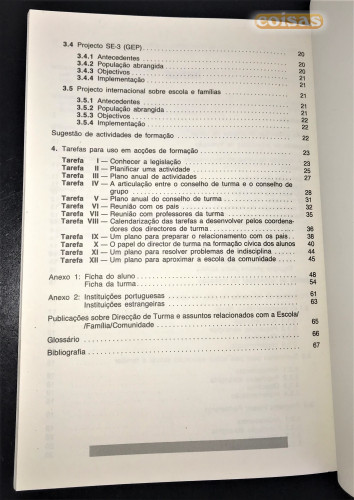 coisas
3.4 Projecto SE-3 (GEP) 20
3.4.1 Antecedentes 20
3.4.2 População abrangida 20
3.4.3 Objectivos 21
3.4.4 Implementação 21
3.5 Projecto internacional sobre escola e famílias 21
3.5.1 Antecedentes 21
3.5.2 População abrangida 21
3.5.3 Objectivos 22
3.5.4 Implementação 22
Sugestão de actividades de formação 22
4. Tarefas para uso em acções de formação 23
Tarefa I — Conhecer a legislação 23
Tarefa II — Planificar uma actividade 25
Tarefa III — Plano anual de actividades 27
Tarefa IV — A articulação entre o conselho de turma e o conselho de
grupo 28
Tarefa V — Plano anual do conselho de turma 31
Tarefa VI — Reunião com os pais 32
Tarefa VII — Reunião com professores da turma 35
Tarefa VIII — Calendarização das tarefas a desenvolver pelos coordena-
dores dos directores de turma 36
Tarefa IX — Um plano para preparar o relacionamento com os pais 38
Tarefa X — O papel do director de turma na formação cívica dos alunos 40
Tarefa XI — Um plano para resolver problemas de indisciplina 44
Tarefa XII — Um plano para aproximar a escola da comunidade 45
Anexo 1: Ficha do aluno 48
Ficha da turma 54
Anexo 2: Instituições portuguesas 61
Instituições estrangeiras 63
Publicações sobre Direcção de Turma e assuntos relacionados com a Escola/
/Família/Comunidade 65
Glossário 66
Bibliografia 67